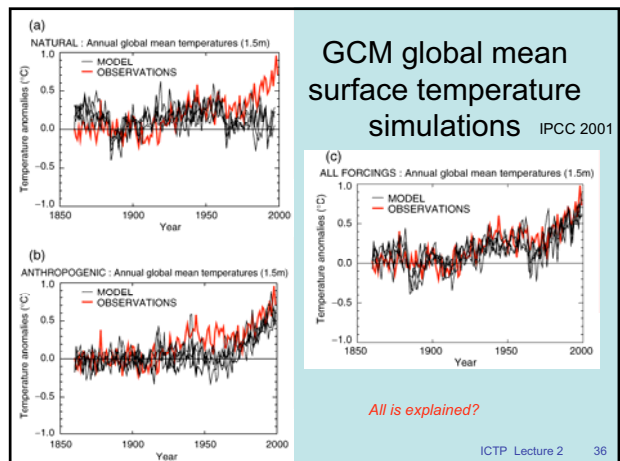 (a)
NATURAL : Annual global mean temperatures (1.5m)
MODEL
OBSERVATIONS
Temperature anomalies (°C)
1.0
0.5
0.0
−0.5
−1.0
1850 1900 1950 2000
Year
(b)
ANTHROPOGENIC : Annual global mean temperatures (1.5m)
MODEL
OBSERVATIONS
Temperature anomalies (°C)
1.0
0.5
0.0
−0.5
−1.0
1850 1900 1950 2000
Year
GCM global mean
surface temperature
simulations IPCC 2001
(c)
ALL FORCINGS : Annual global mean temperatures (1.5m)
MODEL
OBSERVATIONS
Temperature anomalies (°C)
1.0
0.5
0.0
−0.5
−1.0
1850 1900 1950 2000
Year
All is explained?
ICTP Lecture 2 36